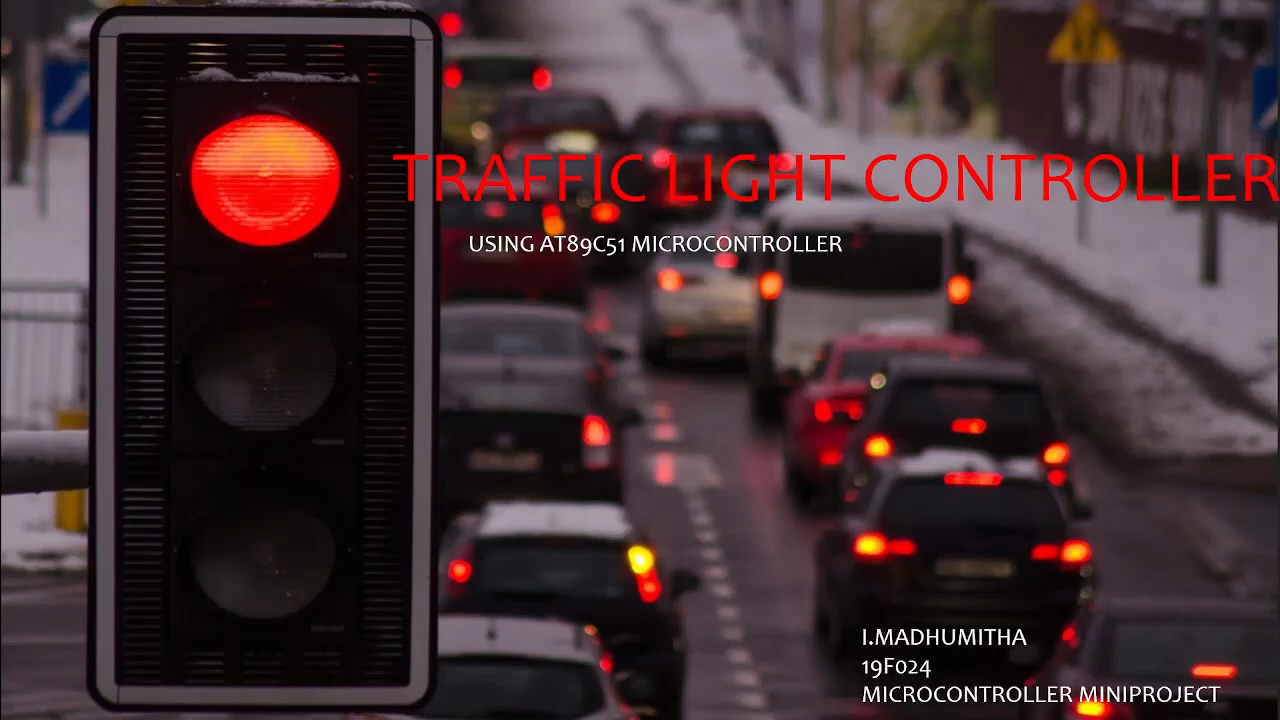 TRAFFIC LIGHT CONTROLLER
USING AT89C51 MICROCONTROLLER
I.MADHUMITHA
19F024
MICROCONTROLLER MINIPROJECT